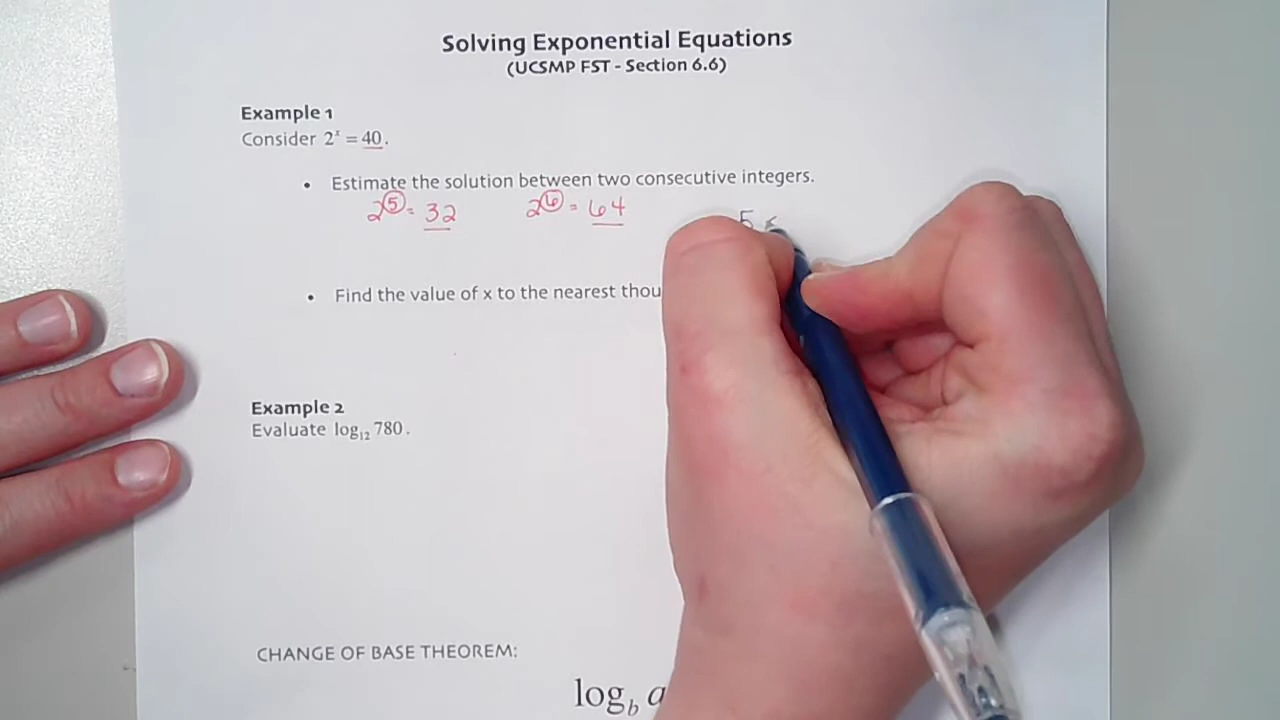 Solving Exponential Equations
(UCSMP FST - Section 6.6)
Example 1
Consider 2ˣ = 40.
• Estimate the solution between two consecutive integers.
2⁵ = 32 2⁶ = 64 5 <
• Find the value of x to the nearest thou
Example 2
Evaluate log₁₂ 780.
CHANGE OF BASE THEOREM:
log_b a